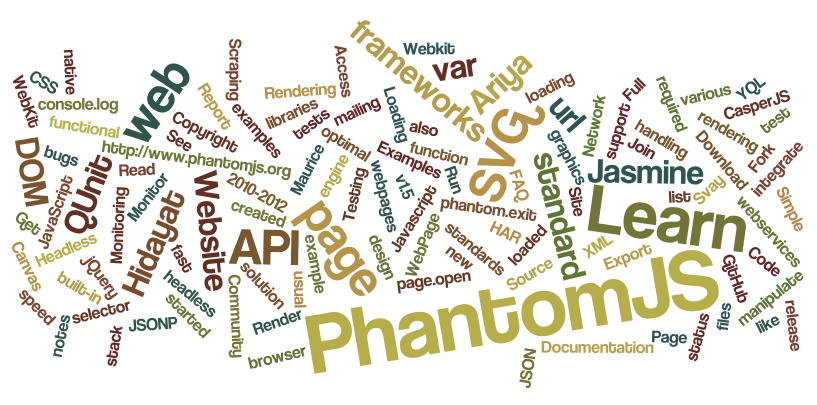 frameworks
Webkit
var
Ariya
loading
native
CSS
WebKit
console.log
functional
web
Scraping
examples
Report
Copyright
See
Rendering
libraries
tests
mailing
Access
optimal
Loading
also
function
Examples
SVG
url
Network
graphics
support
Full
required
various
YQL
CasperJS
test
handling
rendering
Join
Download
Fork
integrate
http://www.phantomjs.org
DOM
bugs
QUnit
Read
JavaScript
Monitor
Monitoring
Hidayat
Website
2010-2012
created
Maurice
engine
Testing
webpages
v1.5
Run
FAQ
phantom.exit
standard
Site
Jasmine
list
Svay
Simple
webservices
Learn
Get
Headless
Canvas
built-in
jQuery
selector
speed
notes
stack
JSONP
fast
headless
started
API
solution
Community
usual
example
page
design
Javascript
WebPage
HAR
standards
new
loaded
page.open
Source
XML
Export
PhantomJS
Render
browser
JSON
Documentation
Page
status
files
GitHub
Code
manipulate
like
release